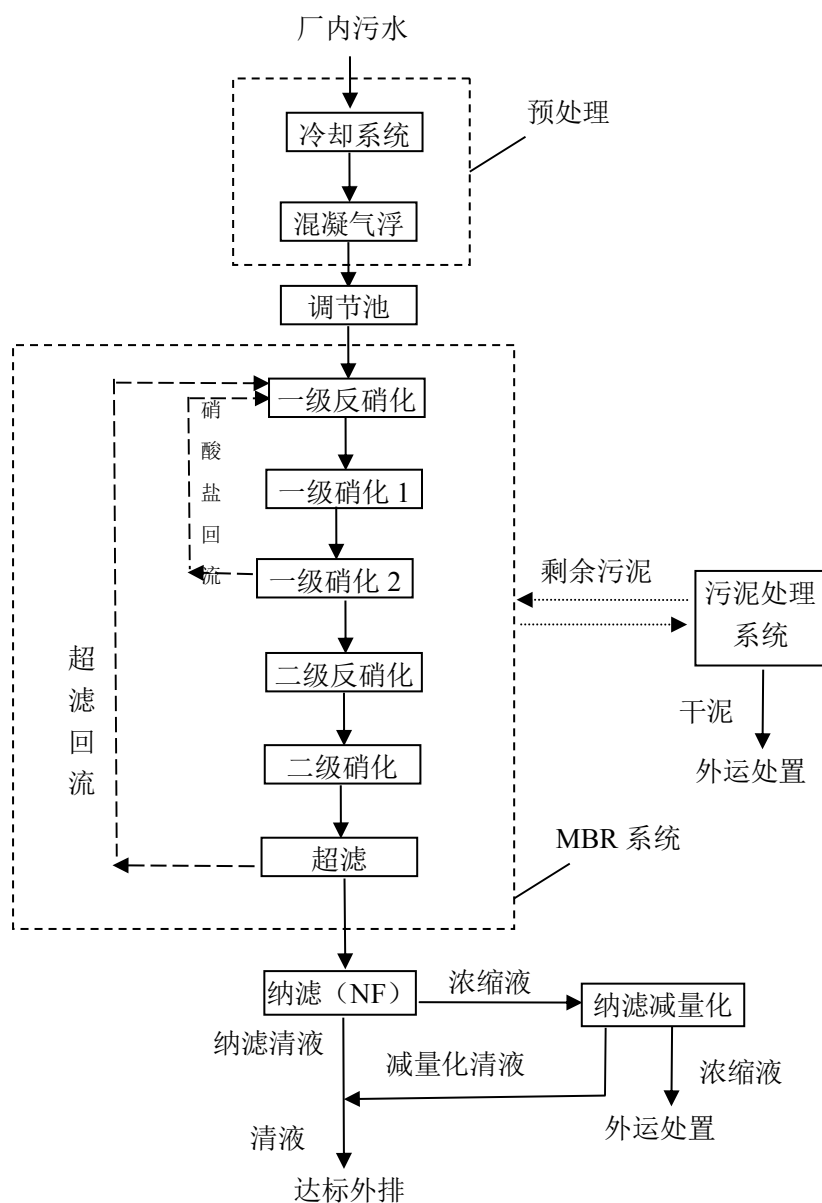 厂内污水
预处理
冷却系统
混凝气浮
调节池
一级反硝化
硝酸盐回流
一级硝化 1
一级硝化 2
剩余污泥
污泥处理
系统
超滤回流
二级反硝化
干泥
二级硝化
外运处置
超滤
MBR 系统
纳滤（NF）
浓缩液
纳滤减量化
纳滤清液
减量化清液
浓缩液
清液
外运处置
达标外排